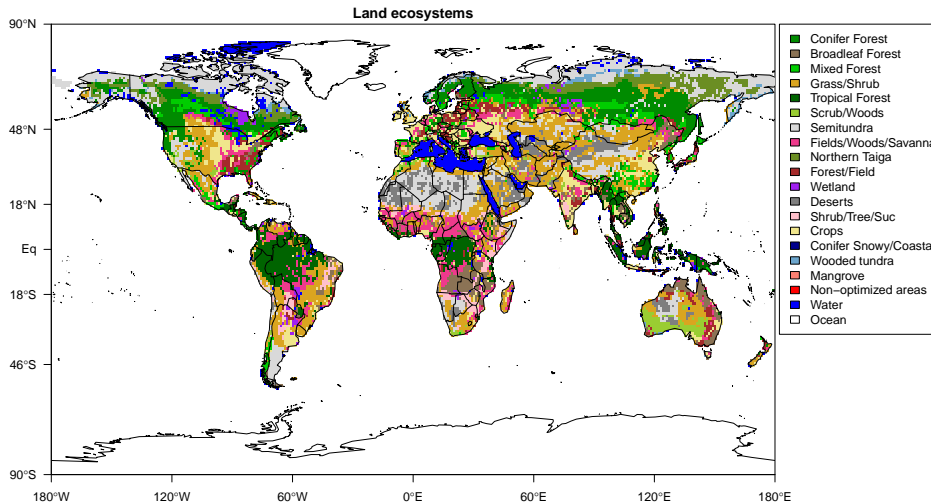 Land ecosystems
90°N
48°N
18°N
Eq
18°S
46°S
90°S
180°W
120°W
60°W
0°E
60°E
120°E
180°E
Conifer Forest
Broadleaf Forest
Mixed Forest
Grass/Shrub
Tropical Forest
Scrub/Woods
Semitundra
Fields/Woods/Savanna
Northern Taiga
Forest/Field
Wetland
Deserts
Shrub/Tree/Suc
Crops
Conifer Snowy/Coastal
Wooded tundra
Mangrove
Non−optimized areas
Water
Ocean